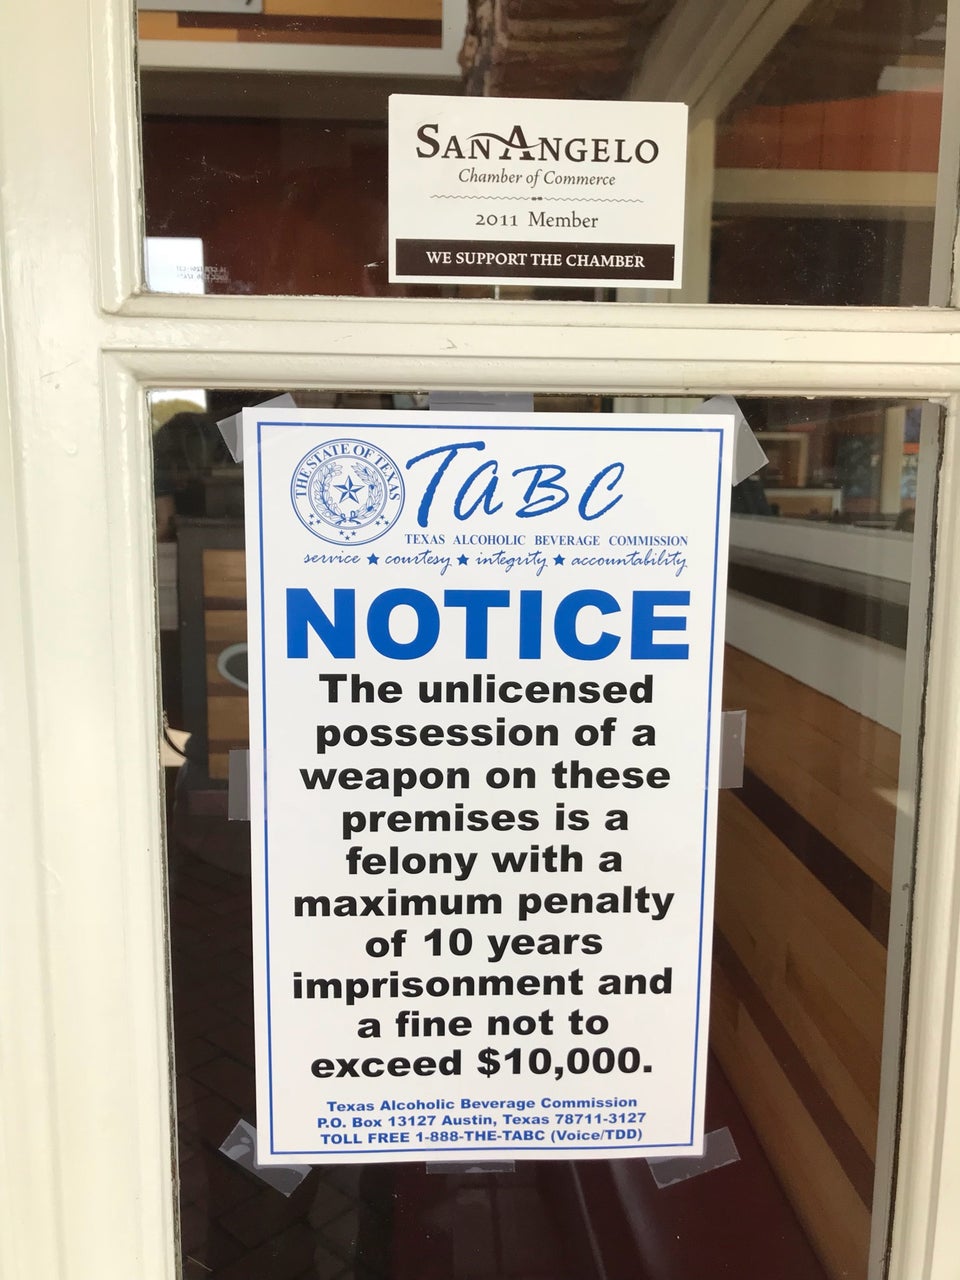 SAN ANGELO
Chamber of Commerce
2011 Member
WE SUPPORT THE CHAMBER
THE STATE OF TEXAS
TABC
TEXAS ALCOHOLIC BEVERAGE COMMISSION
service ★ courtesy ★ integrity ★ accountability
NOTICE
The unlicensed
possession of a
weapon on these
premises is a
felony with a
maximum penalty
of 10 years
imprisonment and
a fine not to
exceed $10,000.
Texas Alcoholic Beverage Commission
P.O. Box 13127 Austin, Texas 78711-3127
TOLL FREE 1-888-THE-TABC (Voice/TDD)